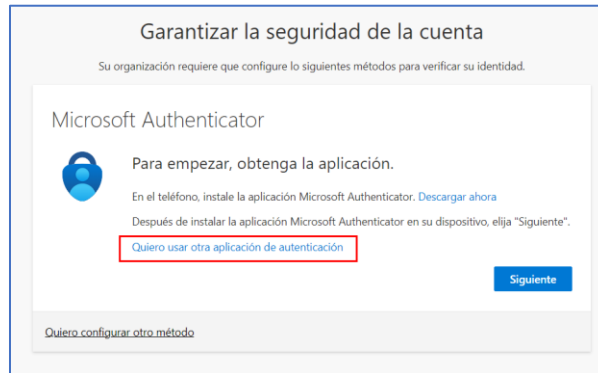 Garantizar la seguridad de la cuenta
Su organización requiere que configure lo siguientes métodos para verificar su identidad.
Microsoft Authenticator
Para empezar, obtenga la aplicación.
En el teléfono, instale la aplicación Microsoft Authenticator. Descargar ahora
Después de instalar la aplicación Microsoft Authenticator en su dispositivo, elija "Siguiente".
Quiero usar otra aplicación de autenticación
Siguiente
Quiero configurar otro método